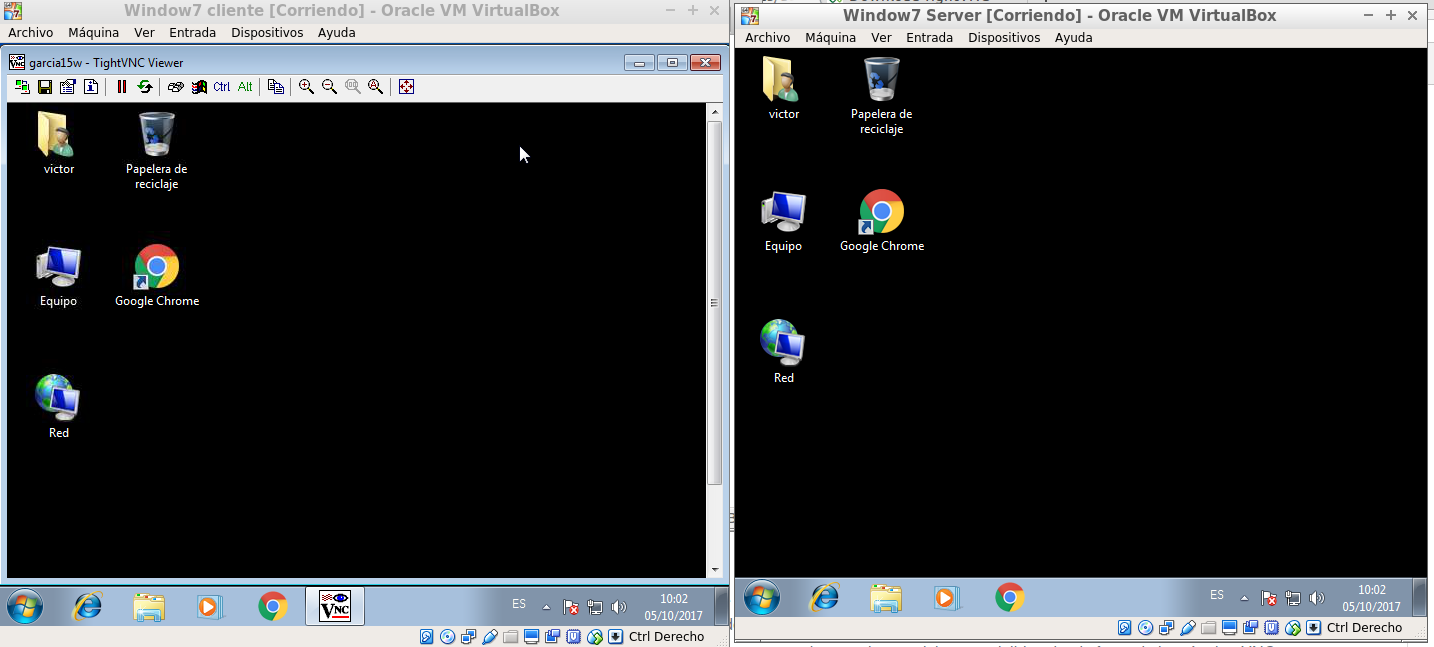 Window7 cliente [Corriendo] - Oracle VM VirtualBox
Archivo Máquina Ver Entrada Dispositivos Ayuda
garcia15w - TightVNC Viewer
Ctrl Alt
victor
Papelera de
reciclaje
Equipo
Google Chrome
Red
VNC
ES
10:02
05/10/2017
Ctrl Derecho
Window7 Server [Corriendo] - Oracle VM VirtualBox
Archivo Máquina Ver Entrada Dispositivos Ayuda
victor
Papelera de
reciclaje
Equipo
Google Chrome
Red
ES
10:02
05/10/2017
Ctrl Derecho